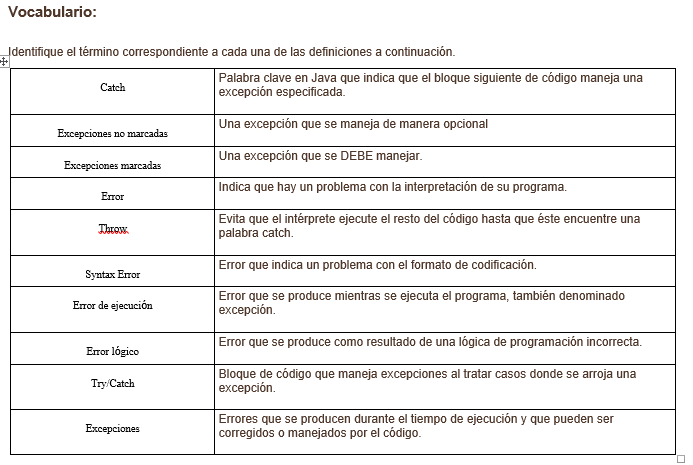 Vocabulario:
Identifique el término correspondiente a cada una de las definiciones a continuación.
Catch
Palabra clave en Java que indica que el bloque siguiente de código maneja una
excepción especificada.
Excepciones no marcadas
Una excepción que se maneja de manera opcional
Excepciones marcadas
Una excepción que se DEBE manejar.
Error
Indica que hay un problema con la interpretación de su programa.
Throw
Evita que el intérprete ejecute el resto del código hasta que éste encuentre una
palabra catch.
Syntax Error
Error que indica un problema con el formato de codificación.
Error de ejecución
Error que se produce mientras se ejecuta el programa, también denominado
excepción.
Error lógico
Error que se produce como resultado de una lógica de programación incorrecta.
Try/Catch
Bloque de código que maneja excepciones al tratar casos donde se arroja una
excepción.
Excepciones
Errores que se producen durante el tiempo de ejecución y que pueden ser
corregidos o manejados por el código.